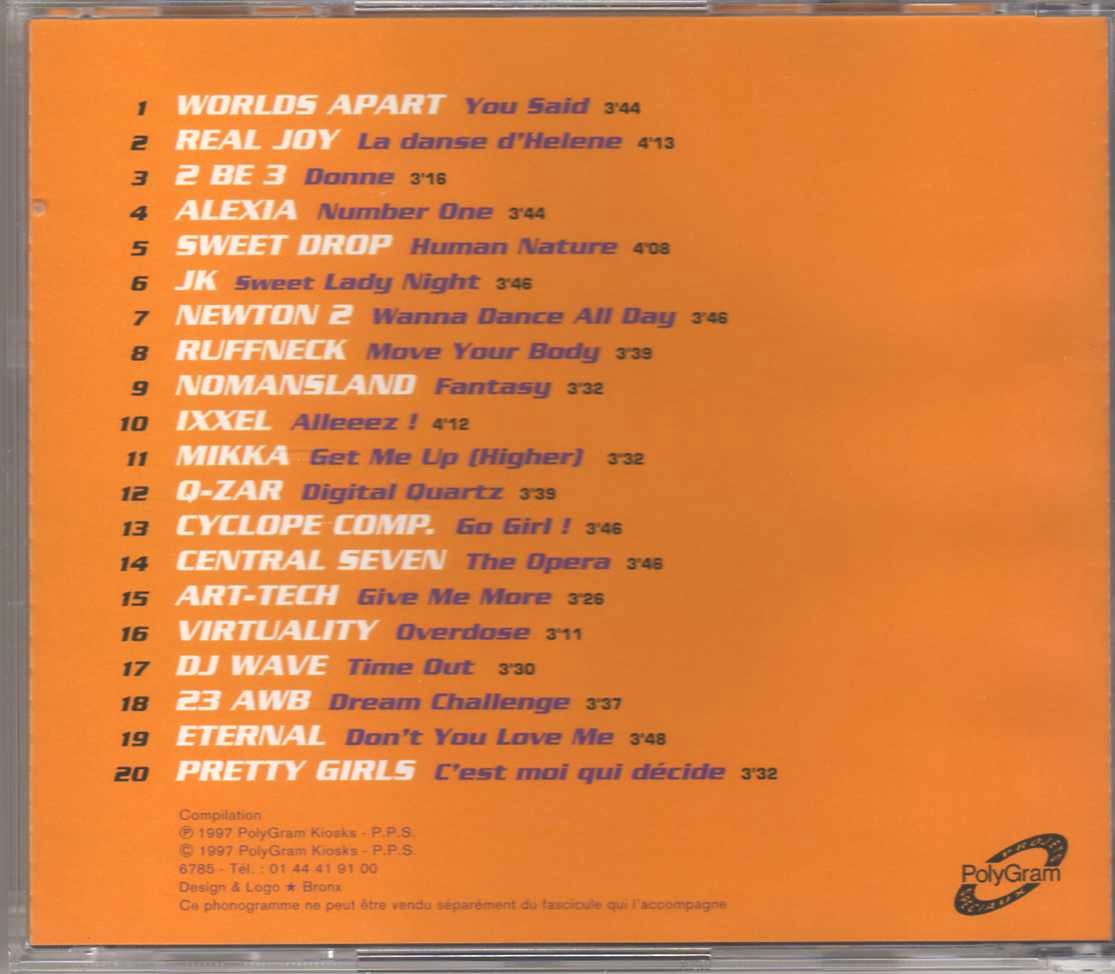 1 WORLDS APART You Said 3'44
2 REAL JOY La danse d'Helene 4'13
3 2 BE 3 Donne 3'16
4 ALEXIA Number One 3'44
5 SWEET DROP Human Nature 4'08
6 JK Sweet Lady Night 3'46
7 NEWTON 2 Wanna Dance All Day 3'46
8 RUFFNECK Move Your Body 3'39
9 NOMANSLAND Fantasy 3'32
10 IXXEL Alleeez ! 4'12
11 MIKKA Get Me Up (Higher) 3'32
12 Q-ZAR Digital Quartz 3'39
13 CYCLOPE COMP. Go Girl ! 3'46
14 CENTRAL SEVEN The Opera 3'46
15 ART-TECH Give Me More 3'26
16 VIRTUALITY Overdose 3'11
17 DJ WAVE Time Out 3'30
18 23 AWB Dream Challenge 3'37
19 ETERNAL Don't You Love Me 3'48
20 PRETTY GIRLS C'est moi qui décide 3'32
Compilation
℗ 1997 PolyGram Kiosks - P.P.S.
© 1997 PolyGram Kiosks - P.P.S.
6785 - Tél. : 01 44 41 91 00
Design & Logo ★ Bronx
Ce phonogramme ne peut être vendu séparément du fascicule qui l'accompagne
PROJETS
PolyGram
SPECIAUX